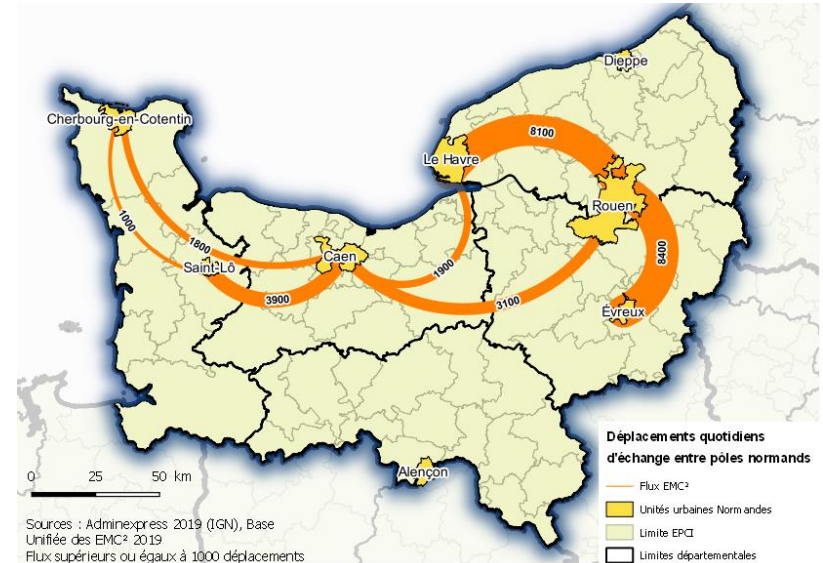 Dieppe
Cherbourg-en-Cotentin
8100
Le Havre
Rouen
1000
1800
Caen
8400
Saint-Lô
1900
3900
3100
Évreux
Déplacements quotidiens
d'échange entre pôles normands
Flux EMC²
Unités urbaines Normandes
Limite EPCI
Limites départementales
Alençon
0 25 50 km
Sources : Adminexpress 2019 (IGN), Base
Unifiée des EMC² 2019
Flux supérieurs ou égaux à 1000 déplacements